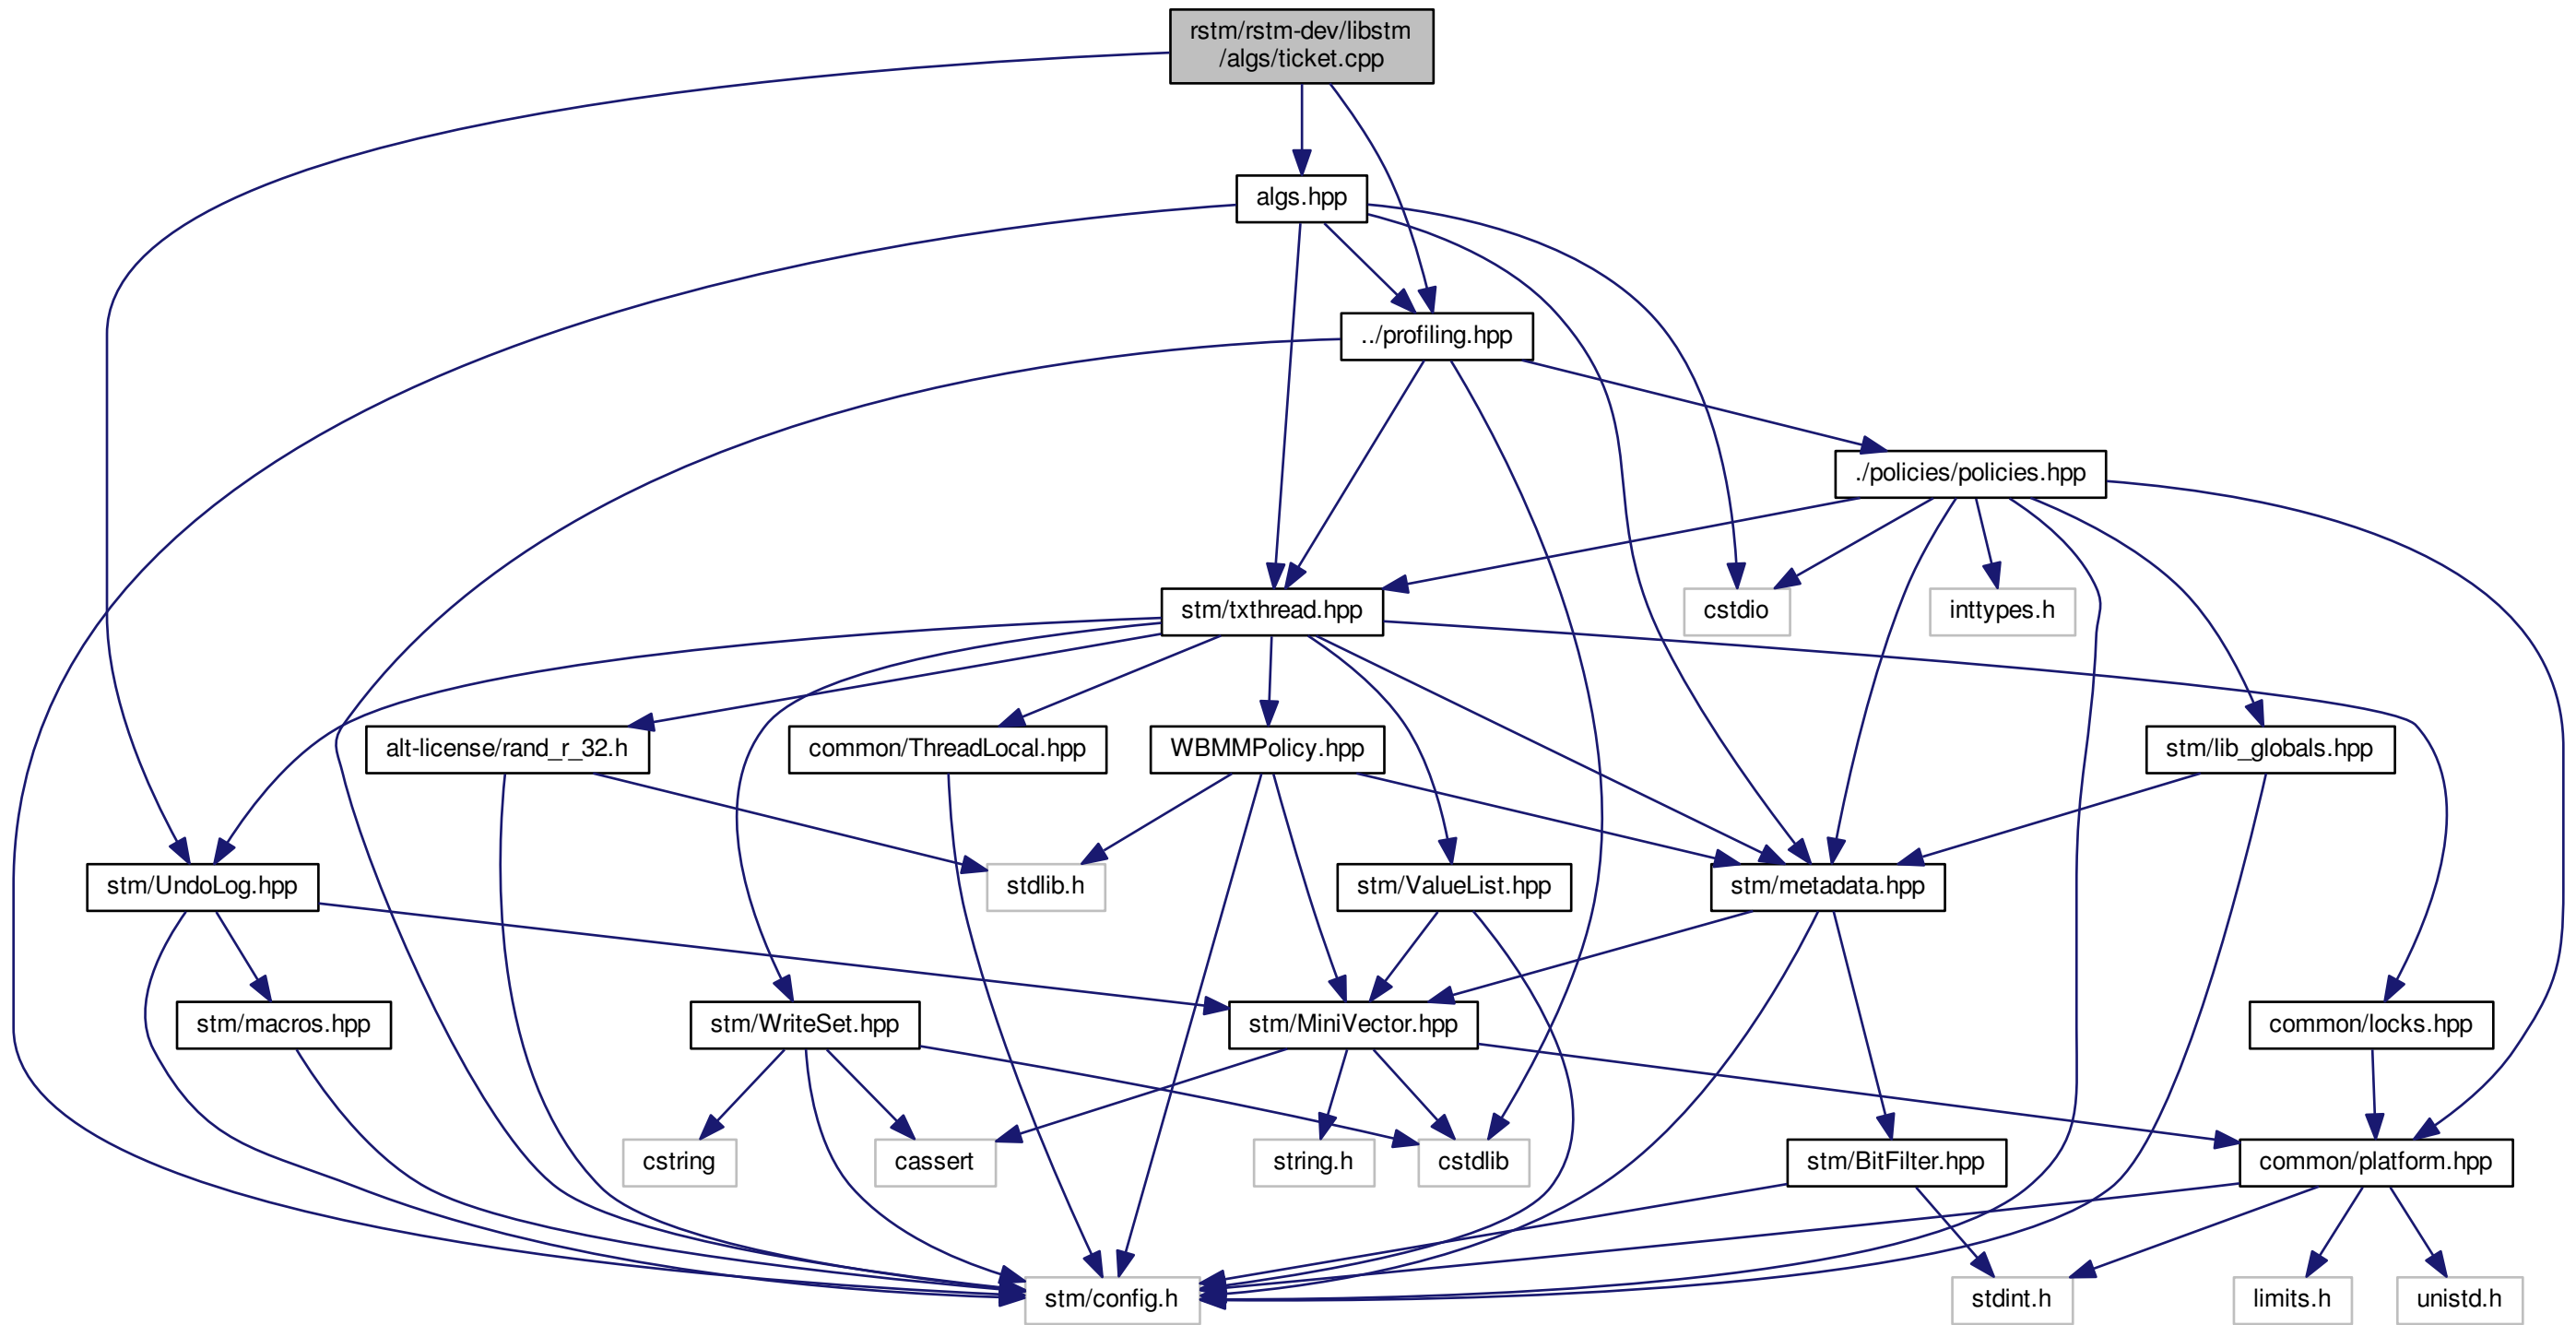 rstm/rstm-dev/libstm
/algs/ticket.cpp
algs.hpp
../profiling.hpp
./policies/policies.hpp
stm/txthread.hpp
cstdio
inttypes.h
alt-license/rand_r_32.h
common/ThreadLocal.hpp
WBMMPolicy.hpp
stm/lib_globals.hpp
stm/UndoLog.hpp
stdlib.h
stm/ValueList.hpp
stm/metadata.hpp
stm/macros.hpp
stm/WriteSet.hpp
stm/MiniVector.hpp
common/locks.hpp
cstring
cassert
string.h
cstdlib
stm/BitFilter.hpp
common/platform.hpp
stm/config.h
stdint.h
limits.h
unistd.h